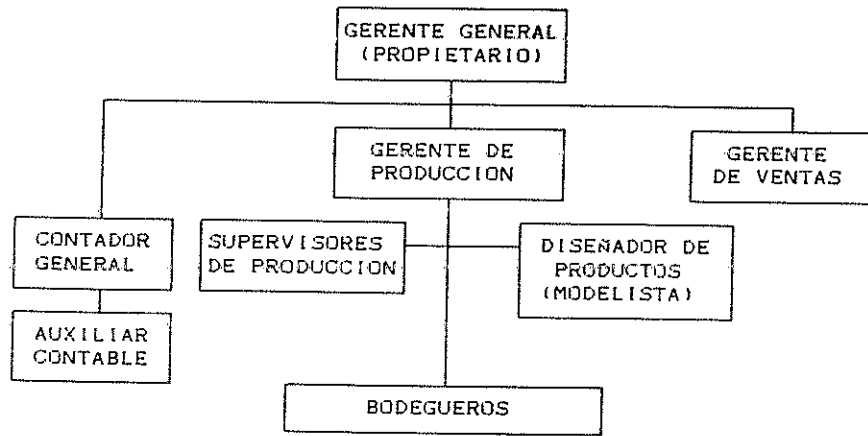 GERENTE GENERAL
(PROPIETARIO)
GERENTE DE
PRODUCCION
GERENTE
DE VENTAS
CONTADOR
GENERAL
SUPERVISORES
DE PRODUCCION
DISEÑADOR DE
PRODUCTOS
(MODELISTA)
AUXILIAR
CONTABLE
BODEGUEROS